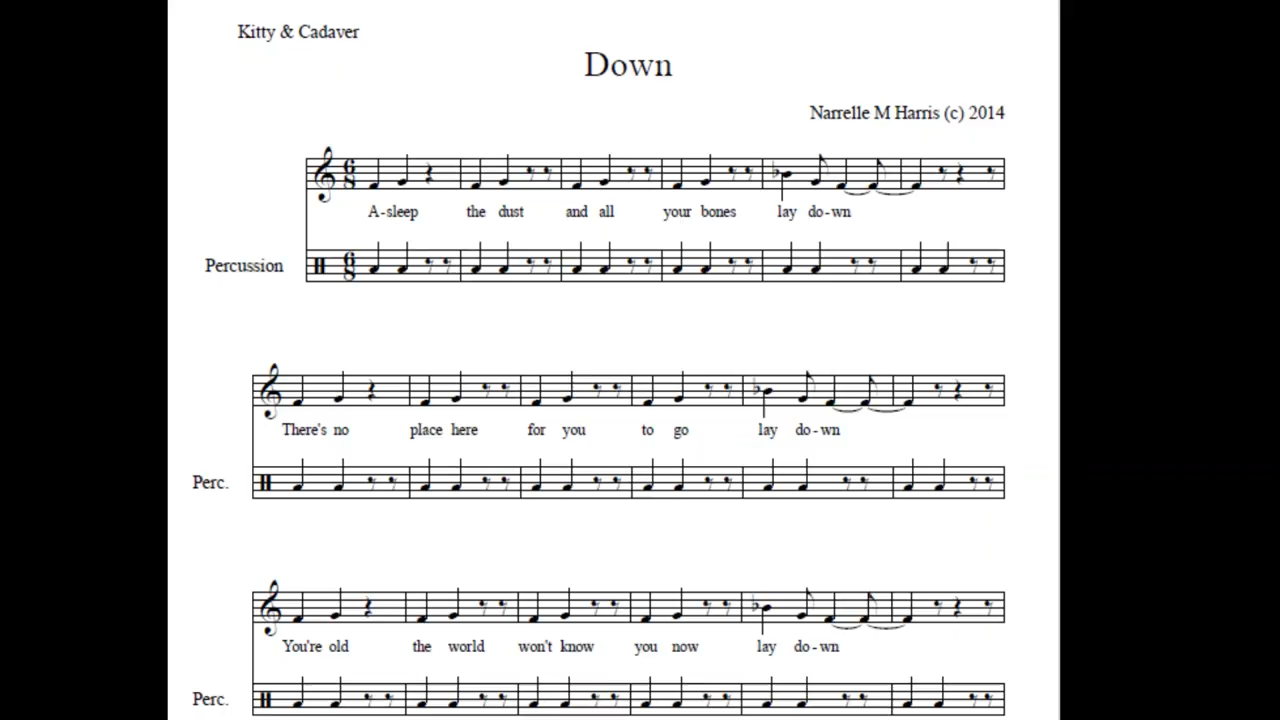 Kitty & Cadaver
Down
Narrelle M Harris (c) 2014
A-sleep the dust and all your bones lay do-wn
Percussion
There's no place here for you to go lay do-wn
Perc.
You're old the world won't know you now lay do-wn
Perc.